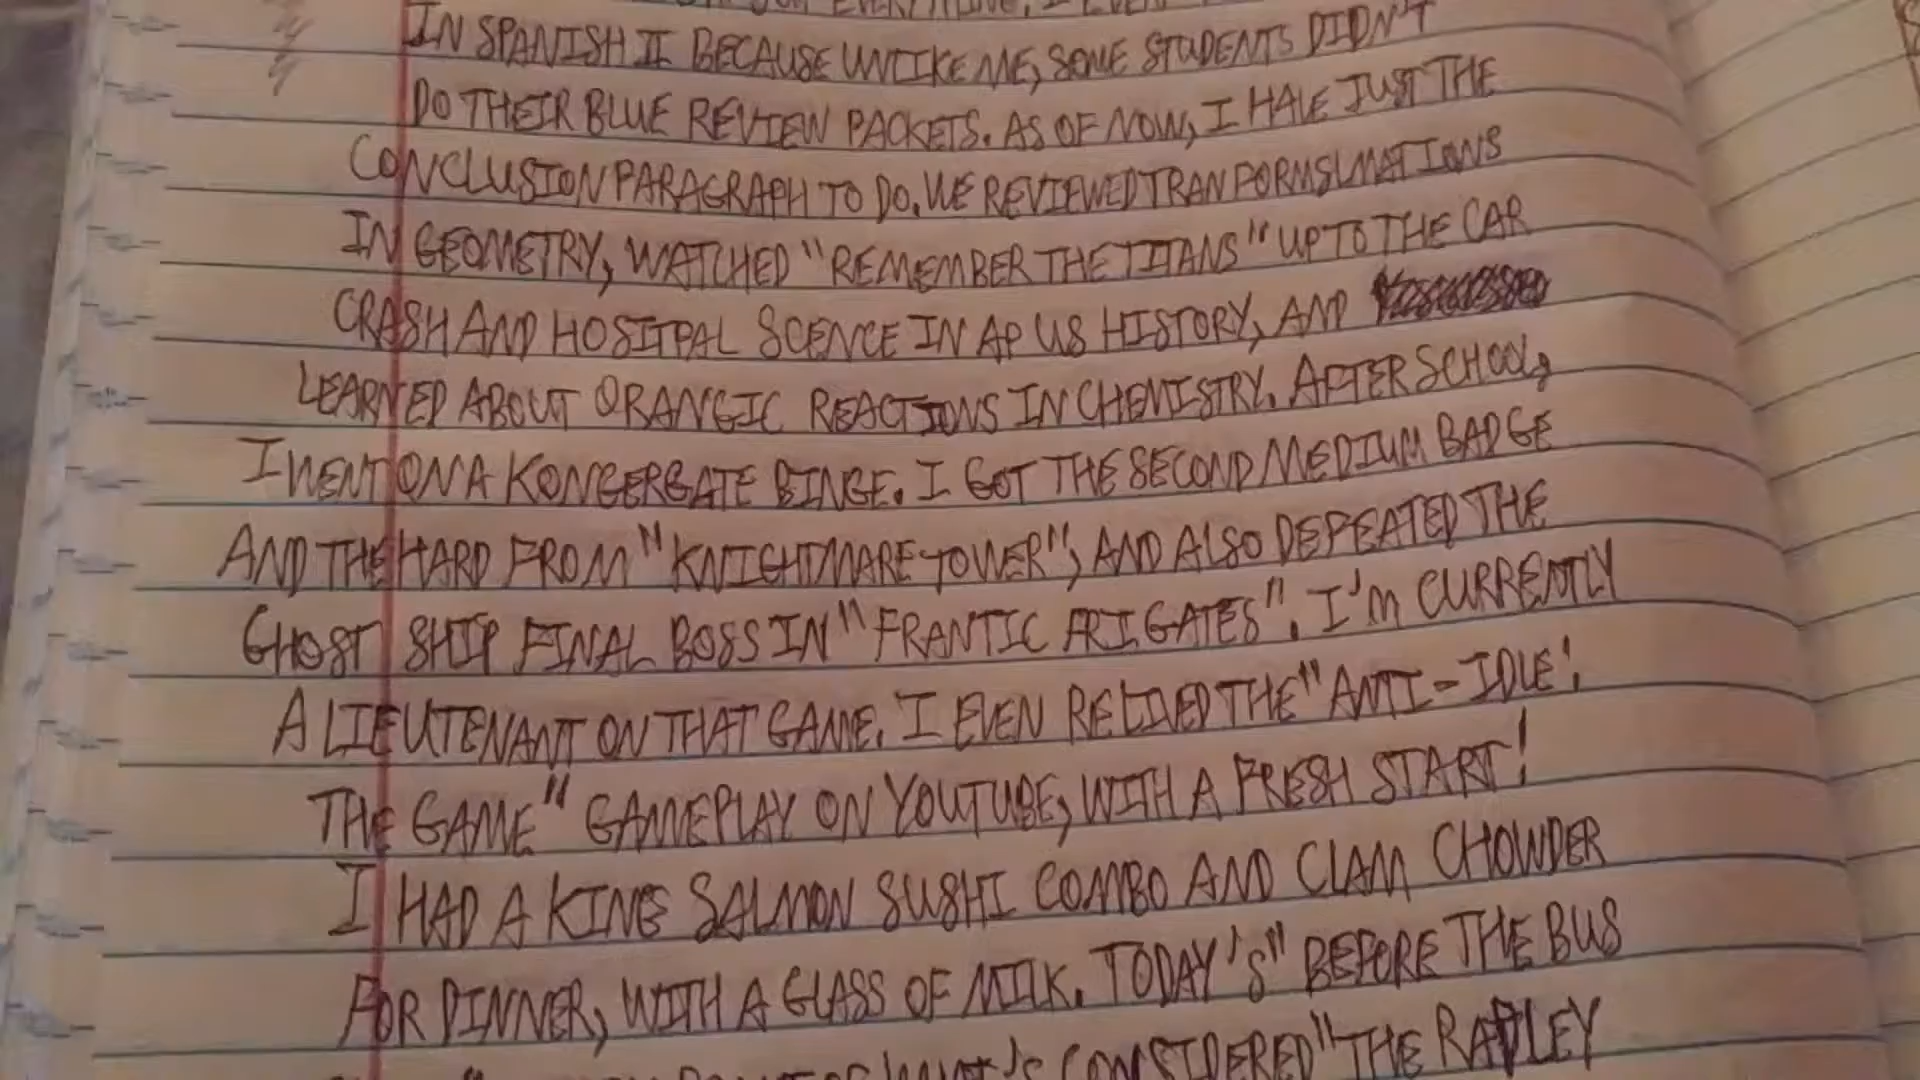 EVERYTHING, I EVEN
IN SPANISH II BECAUSE UNLIKE ME, SOME STUDENTS DIDN'T
DO THEIR BLUE REVIEW PACKETS. AS OF NOW, I HAVE JUST THE
CONCLUSION PARAGRAPH TO DO. WE REVIEWED TRANFORMSLMATIONS
IN GEOMETRY, WATCHED "REMEMBER THE TITANS" UP TO THE CAR
CRASH AND HOSITPAL SCENCE IN AP US HISTORY, AND
LEARNED ABOUT ORANGIC REACTIONS IN CHEMISTRY. AFTER SCHOOL,
I WENT ON A KONGERGATE BINGE. I GOT THE SECOND MEDIUM BADGE
AND THE HARD FROM "KNIGHTMARE TOWER", AND ALSO DEFEATED THE
GHOST SHIP FINAL BOSS IN "FRANTIC FRIGATES". I'M CURRENTLY
A LIEUTENANT ON THAT GAME. I EVEN RELIVED THE "ANTI-IDLE:
THE GAME" GAMEPLAY ON YOUTUBE, WITH A FRESH START!
I HAD A KING SALMON SUSHI COMBO AND CLAM CHOWDER
FOR DINNER, WITH A GLASS OF MILK. TODAY'S" BEFORE THE BUS
WHAT'S CONSIDERED "THE RADLEY